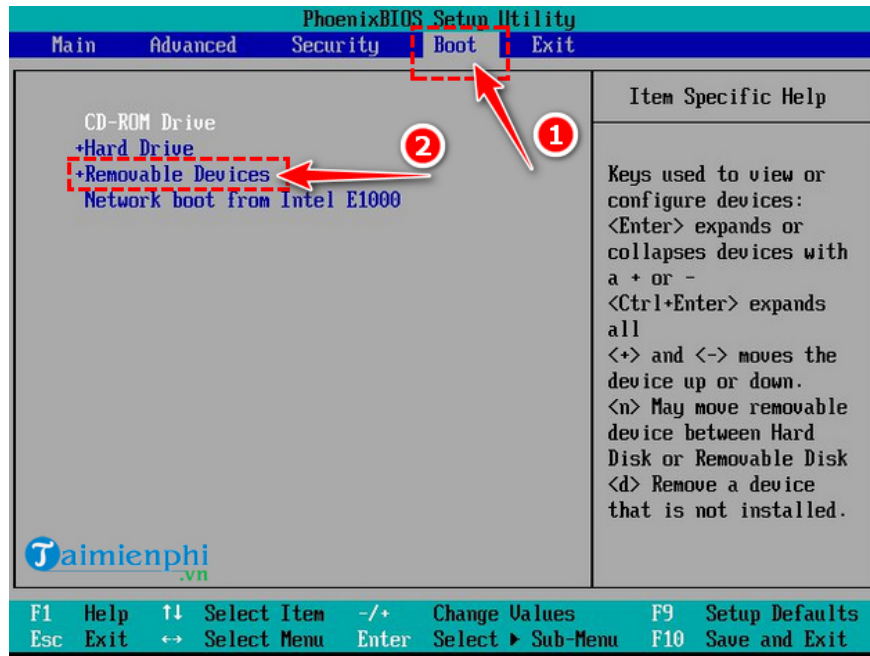 PhoenixBIOS Setup Utility
Main Advanced Security Boot Exit
1
2
CD-ROM Drive
+Hard Drive
+Removable Devices
Network boot from Intel E1000
Item Specific Help
Keys used to view or
configure devices:
<Enter> expands or
collapses devices with
a + or -
<Ctrl+Enter> expands
all
<+> and <-> moves the
device up or down.
<n> May move removable
device between Hard
Disk or Removable Disk
<d> Remove a device
that is not installed.
Taimienphi
.vn
F1 Help ↑↓ Select Item -/+ Change Values F9 Setup Defaults
Esc Exit ↔ Select Menu Enter Select ▶ Sub-Menu F10 Save and Exit